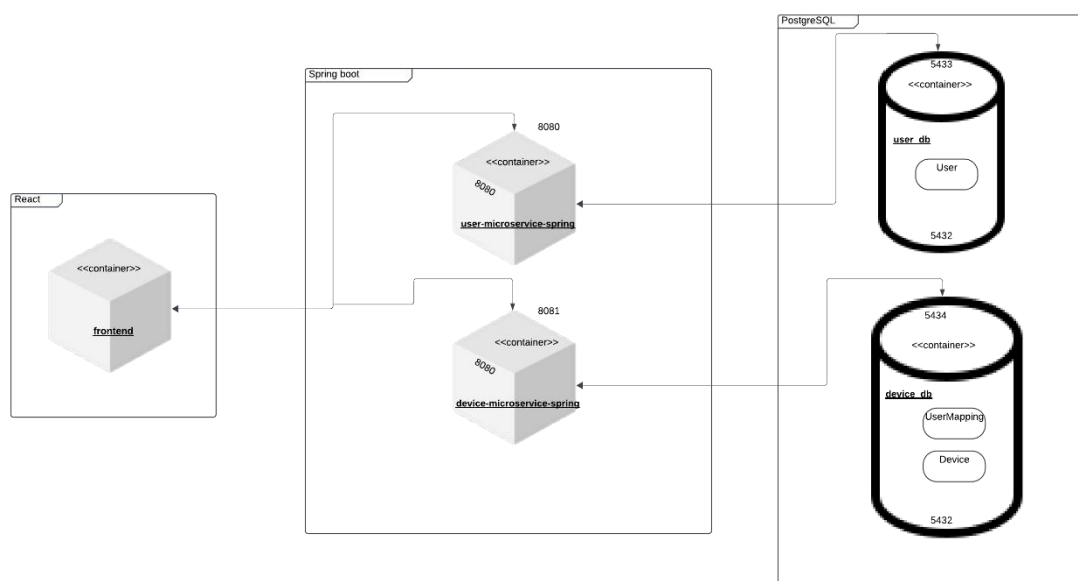 React
<<container>>
frontend
Spring boot
8080
<<container>>
8080
user-microservice-spring
8081
<<container>>
8080
device-microservice-spring
PostgreSQL
5433
<<container>>
user_db
User
5432
5434
<<container>>
device_db
UserMapping
Device
5432